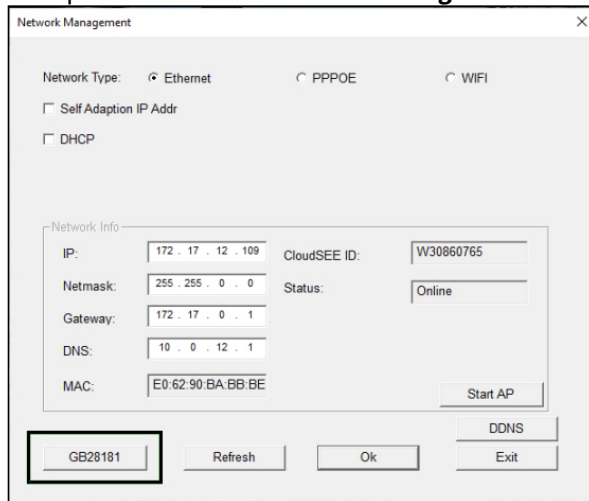 Network Management
Network Type: Ethernet PPPOE WIFI
Self Adaption IP Addr
DHCP
Network Info
IP: 172 . 17 . 12 . 109 CloudSEE ID: W30860765
Netmask: 255 . 255 . 0 . 0 Status: Online
Gateway: 172 . 17 . 0 . 1
DNS: 10 . 0 . 12 . 1
MAC: E0:62:90:BA:BB:BE
Start AP
DDNS
GB28181 Refresh Ok Exit